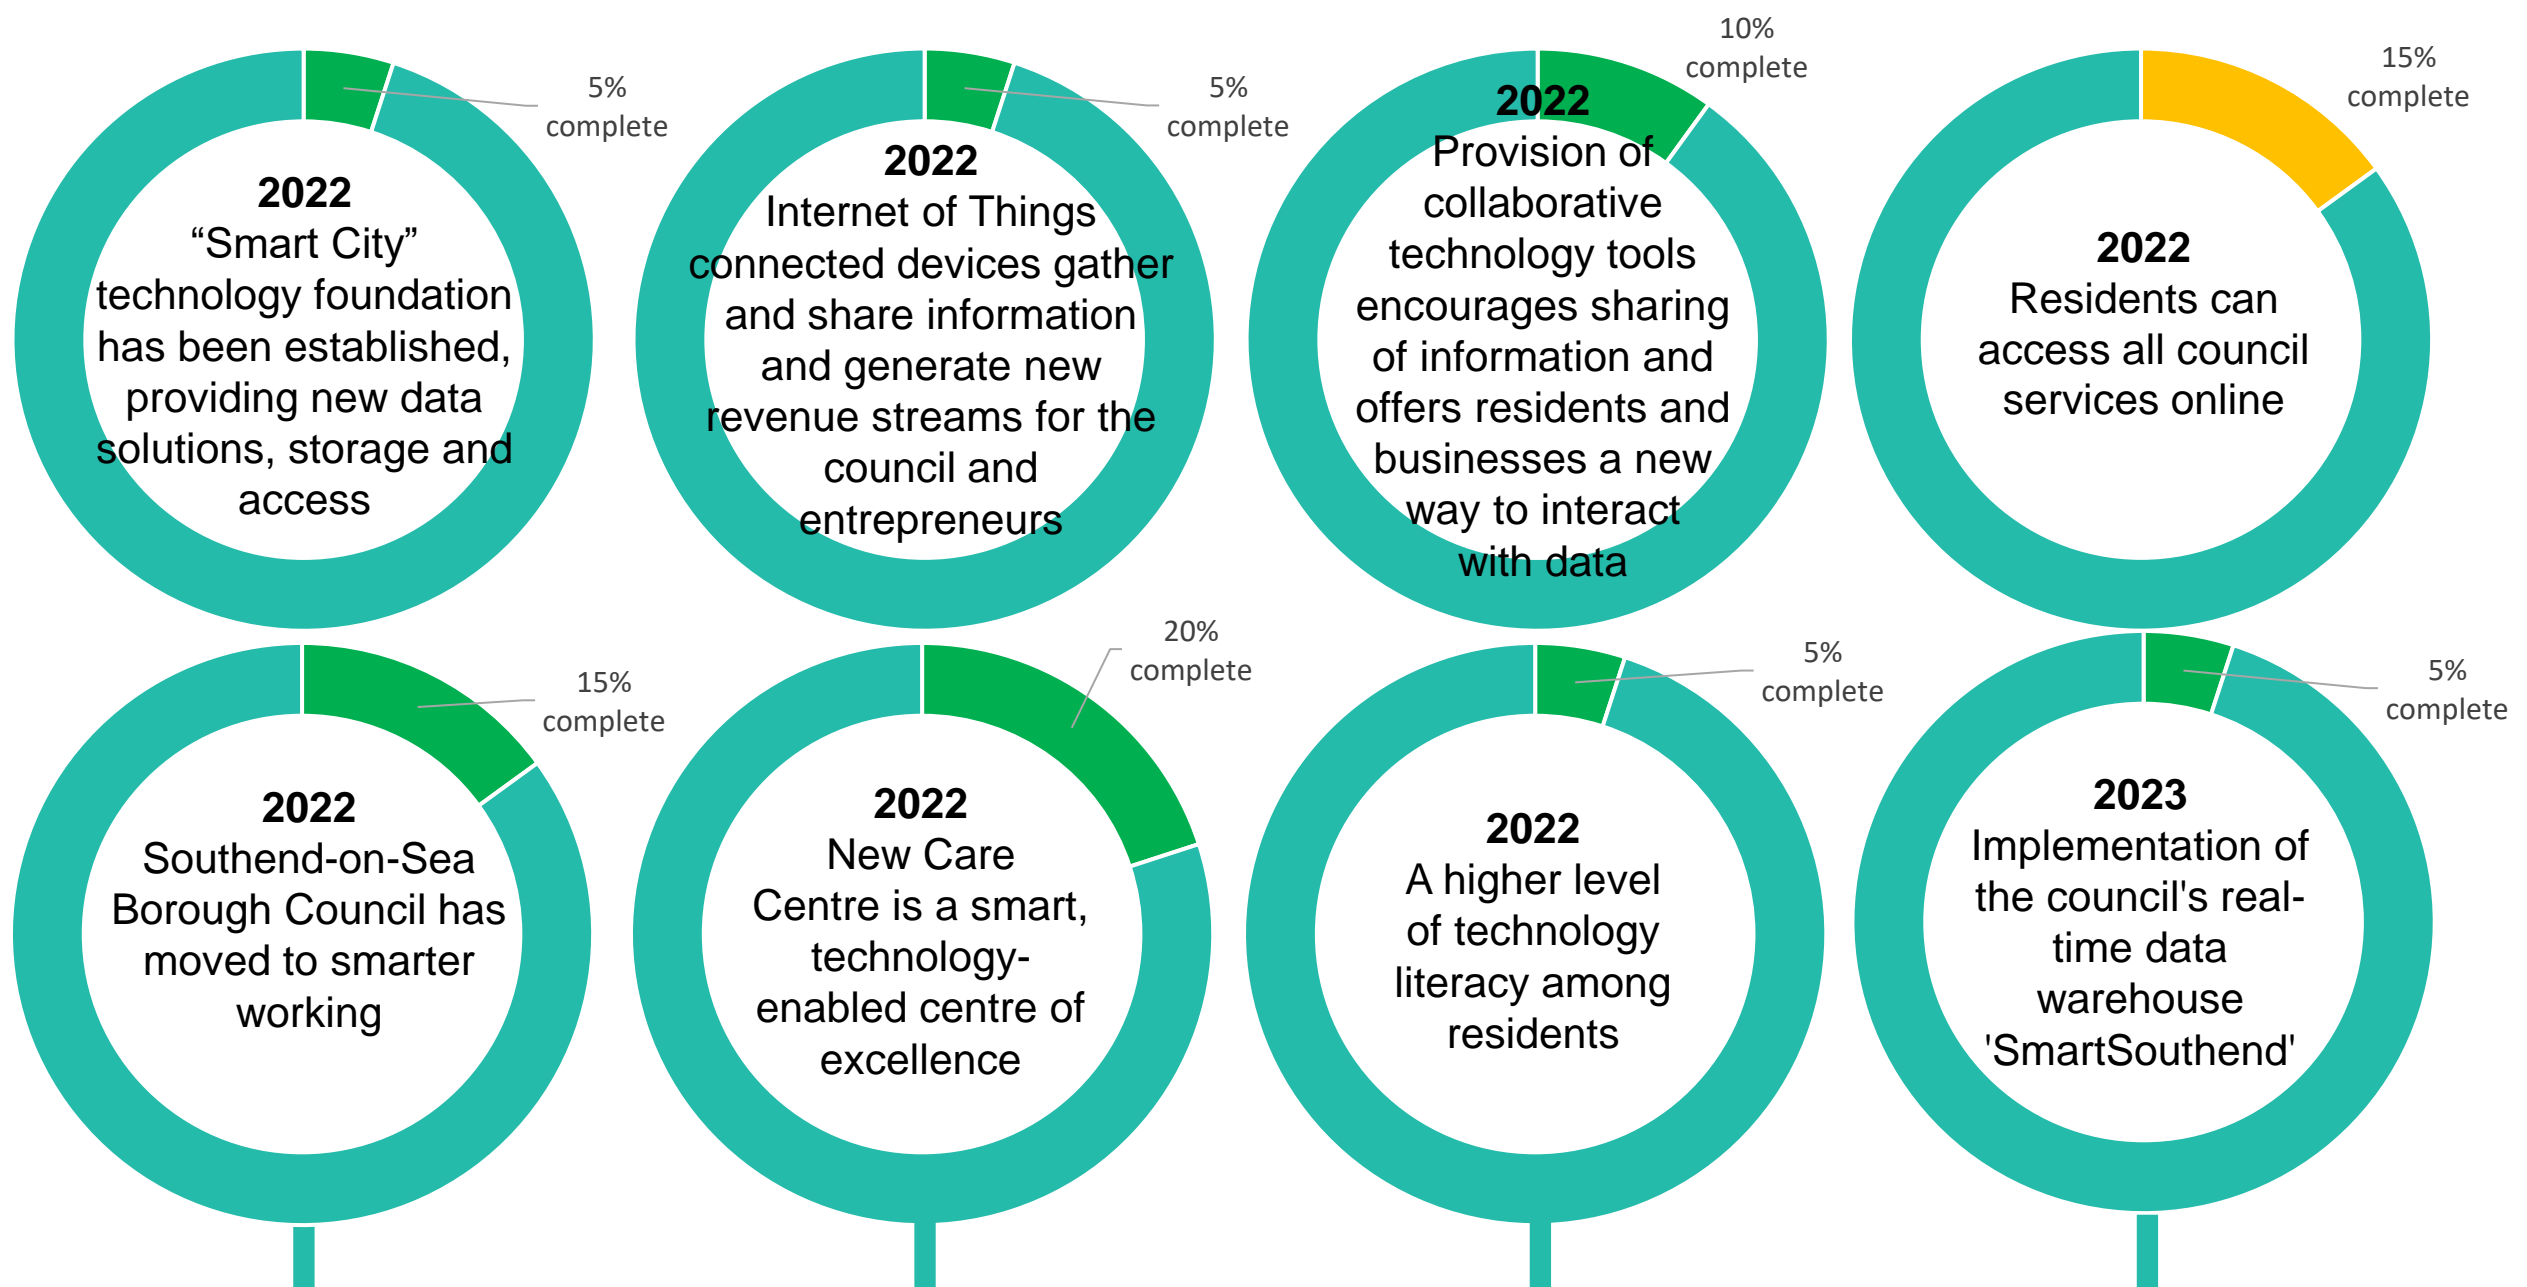 5%
complete
2022
“Smart City”
technology foundation
has been established,
providing new data
solutions, storage and
access
5%
complete
2022
Internet of Things
connected devices gather
and share information
and generate new
revenue streams for the
council and
entrepreneurs
10%
complete
2022
Provision of
collaborative
technology tools
encourages sharing
of information and
offers residents and
businesses a new
way to interact
with data
15%
complete
2022
Residents can
access all council
services online
15%
complete
2022
Southend-on-Sea
Borough Council has
moved to smarter
working
20%
complete
2022
New Care
Centre is a smart,
technology-
enabled centre of
excellence
5%
complete
2022
A higher level
of technology
literacy among
residents
5%
complete
2023
Implementation of
the council's real-
time data
warehouse
'SmartSouthend'